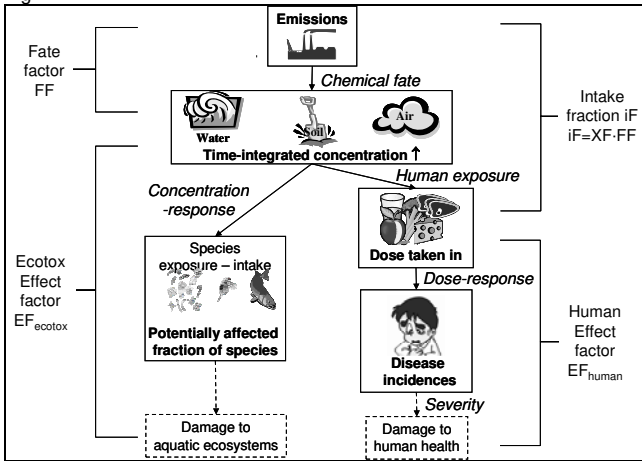 Emissions
Fate
factor
FF
Chemical fate
Intake
fraction iF
iF=XF·FF
Water
Soil
Air
Time-integrated concentration ↑
Concentration
-response
Human exposure
Species
exposure – intake
Dose taken in
Dose-response
Ecotox
Effect
factor
EFecotox
Potentially affected
fraction of species
Disease
incidences
Human
Effect
factor
EFhuman
Severity
Damage to
aquatic ecosystems
Damage to
human health